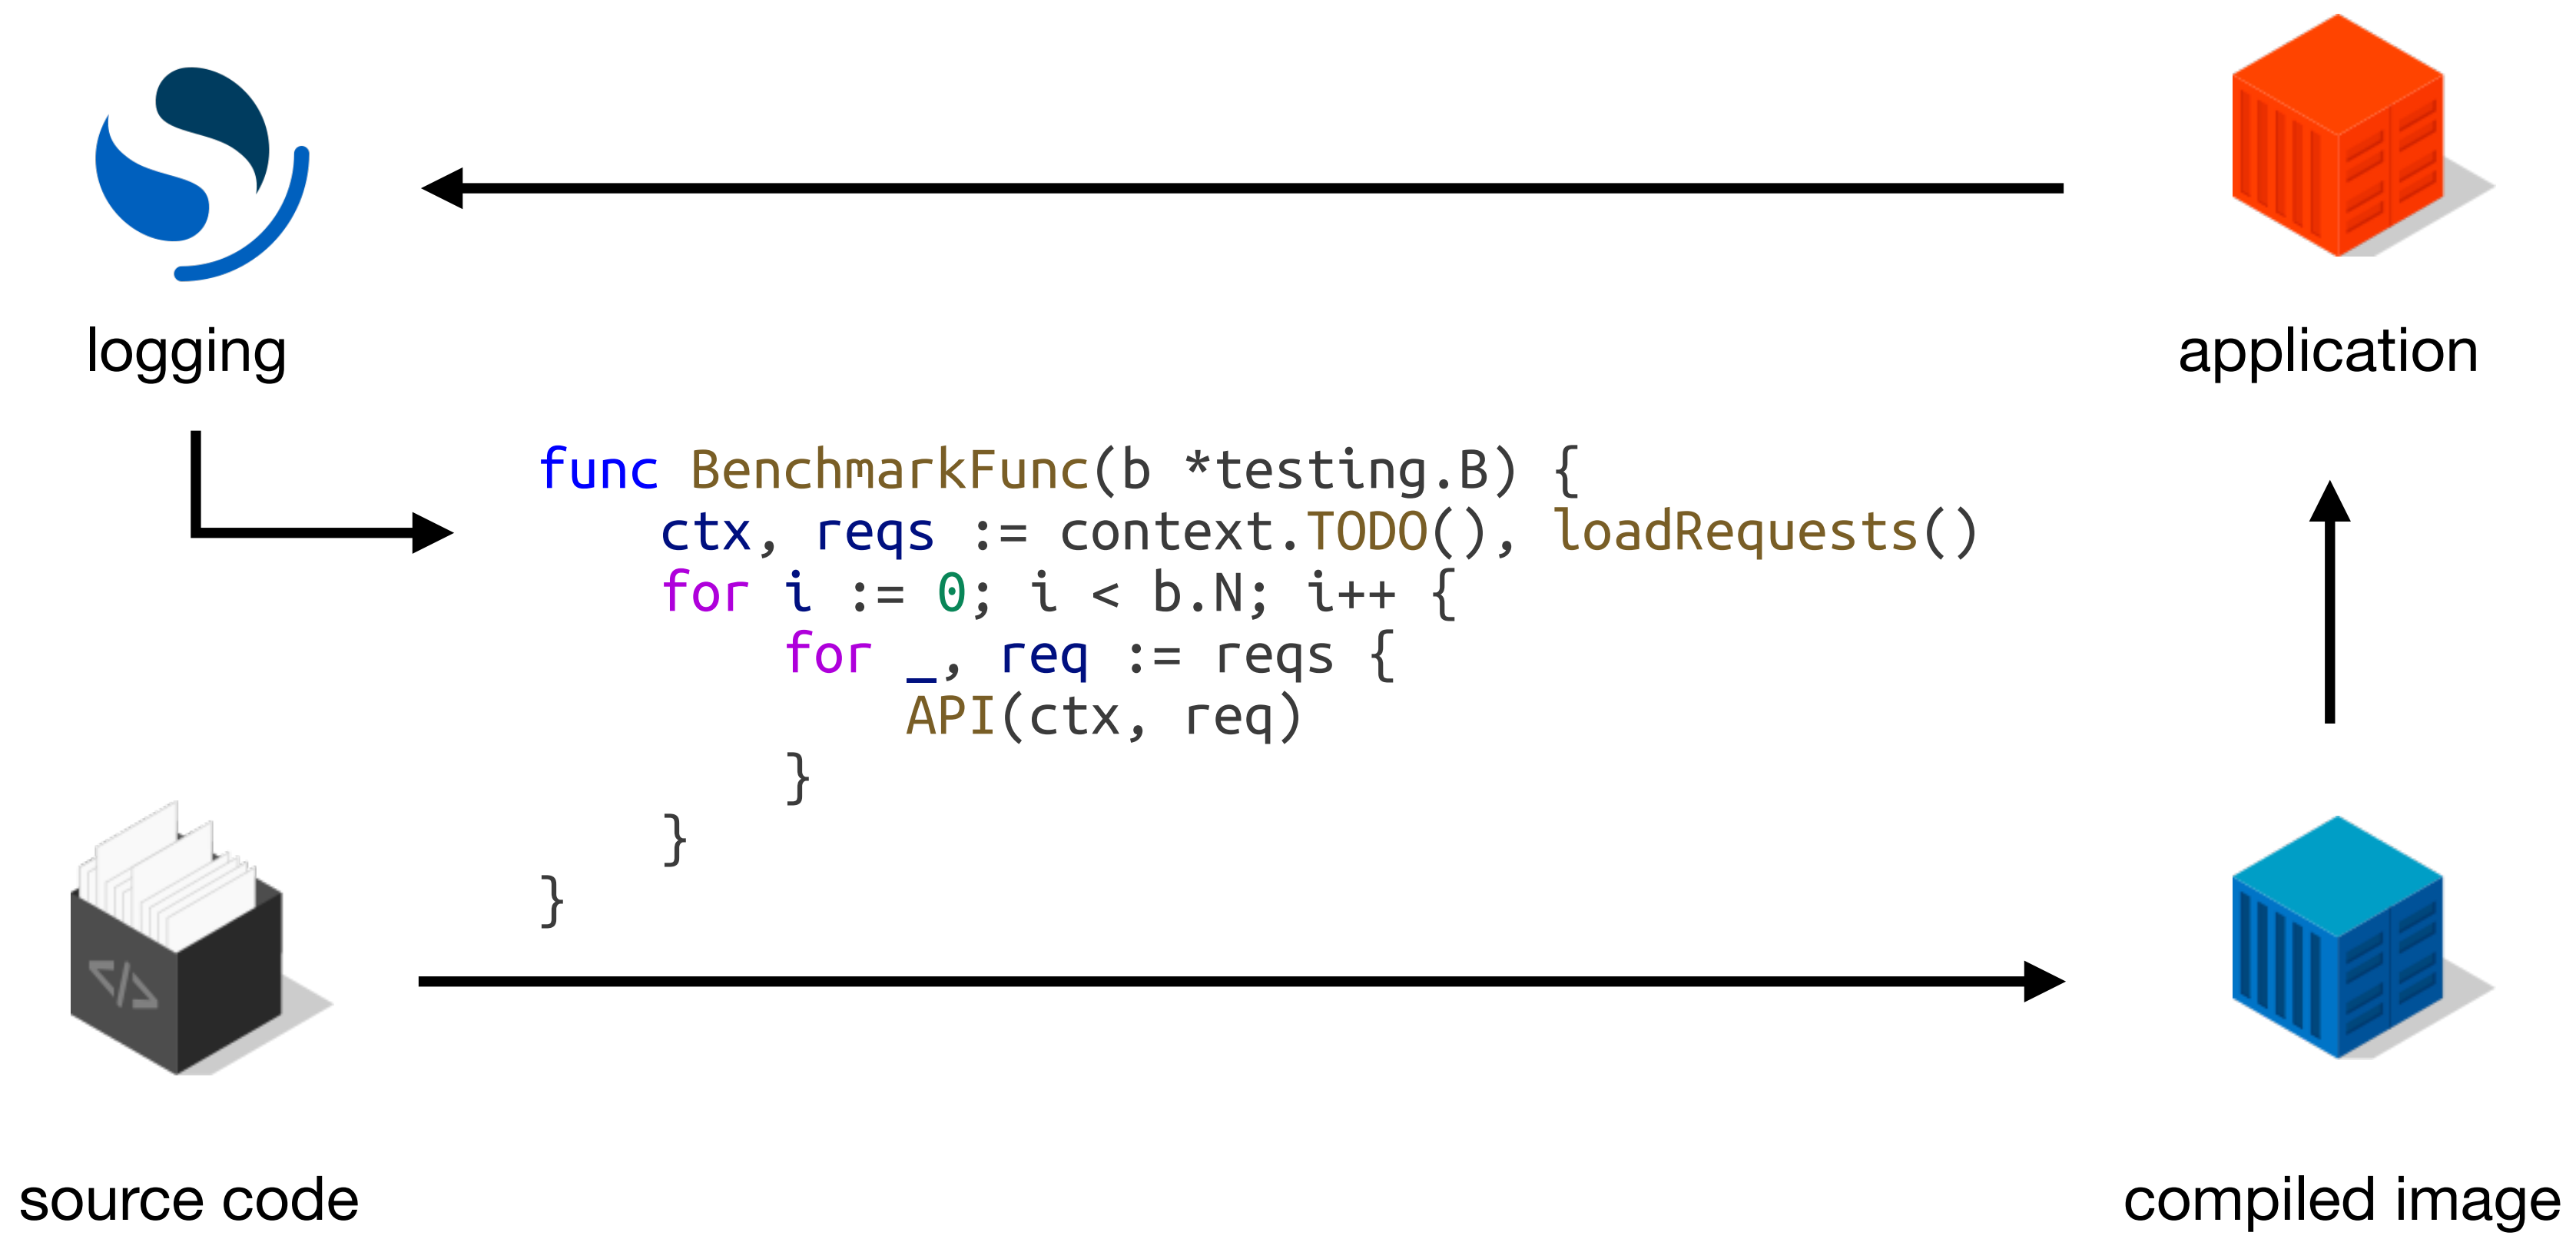 logging
application
func BenchmarkFunc(b *testing.B) {
    ctx, reqs := context.TODO(), loadRequests()
    for i := 0; i < b.N; i++ {
        for _, req := reqs {
            API(ctx, req)
        }
    }
}
</>
source code
compiled image